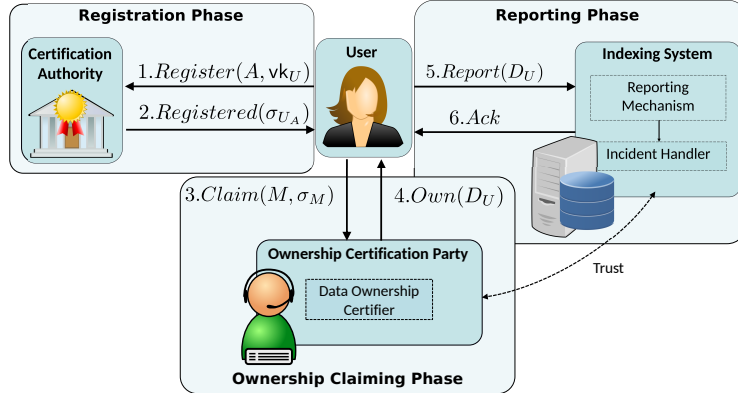 Registration Phase
Reporting Phase
Certification
Authority
User
Indexing System
1.Register(A, vk_U)
5.Report(D_U)
Reporting
Mechanism
2.Registered(σ_{U_A})
6.Ack
Incident Handler
3.Claim(M, σ_M)
4.Own(D_U)
Ownership Certification Party
Trust
Data Ownership
Certifier
Ownership Claiming Phase